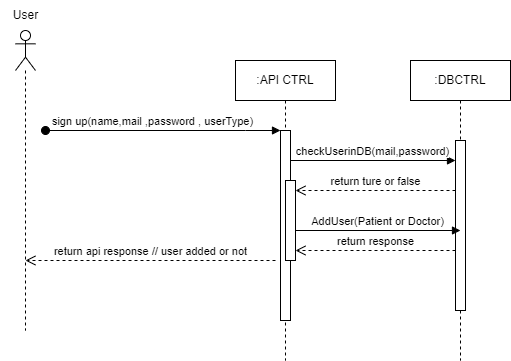 User
:API CTRL
:DBCTRL
sign up(name,mail ,password , userType)
checkUserinDB(mail,password)
return ture or false
AddUser(Patient or Doctor)
return response
return api response // user added or not